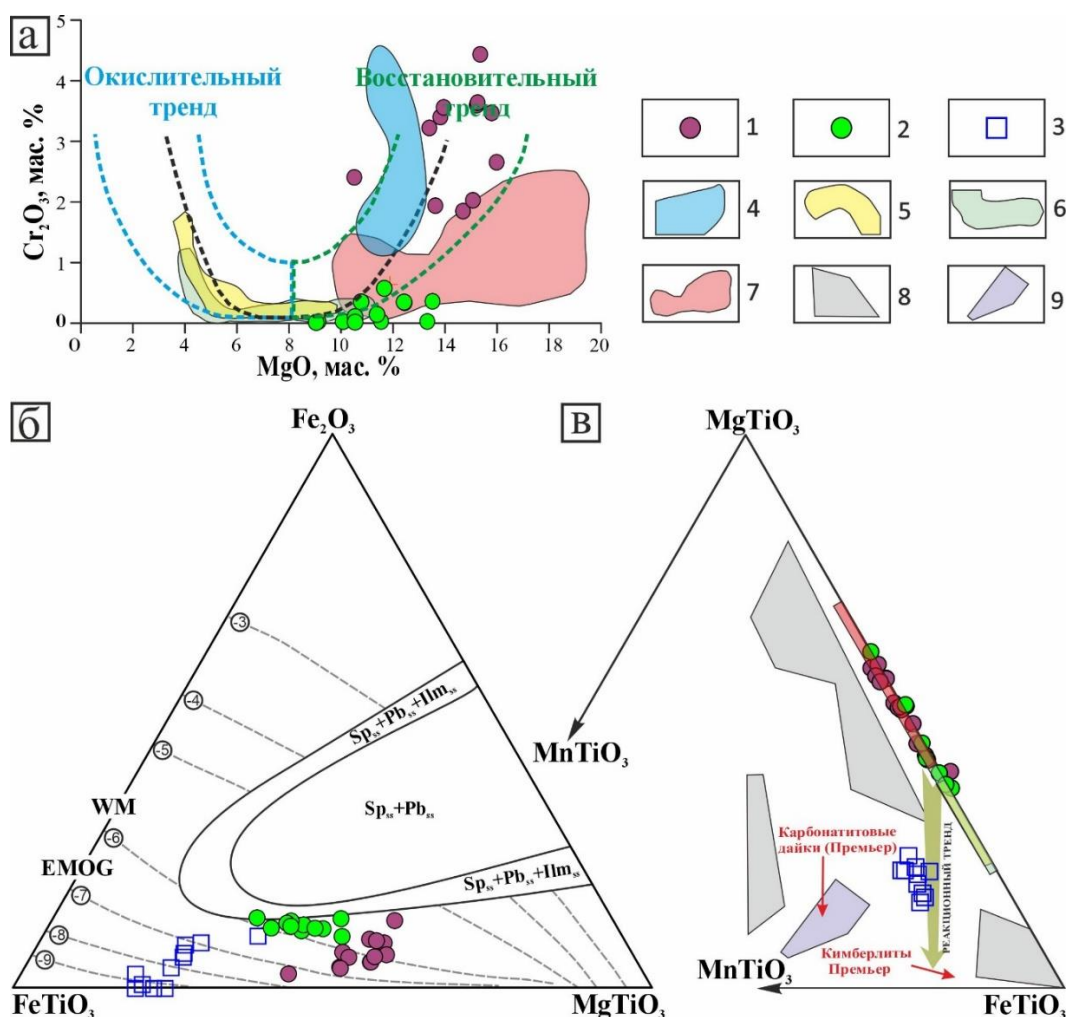 а
5
4
3
2
1
0
Cr₂O₃, мас. %
Окислительный
тренд
Восстановительный
тренд
0 2 4 6 8 10 12 14 16 18 20
MgO, мас. %
1 2 3
4 5 6
7 8 9
б
Fe₂O₃
-3
-4
-5
WM
-6
EMOG
-7
-8
-9
Spₛₛ+Pbₛₛ+Ilmₛₛ
Spₛₛ+Pbₛₛ
Spₛₛ+Pbₛₛ+Ilmₛₛ
FeTiO₃
MgTiO₃
в
MgTiO₃
MnTiO₃
Карбонатитовые
дайки (Премьер)
РЕАКЦИОННЫЙ ТРЕНД
Кимберлиты
Премьер
MnTiO₃
FeTiO₃